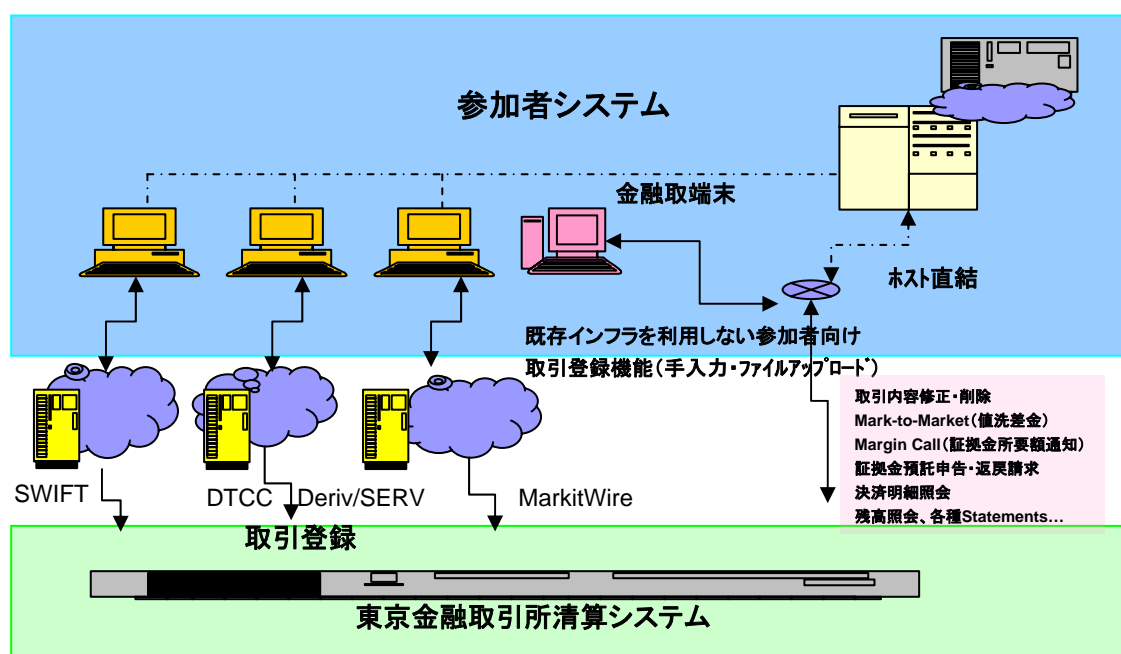 参加者システム
金融取端末
ホスト直結
既存インフラを利用しない参加者向け
取引登録機能(手入力・ファイルアップロード)
取引内容修正・削除
Mark-to-Market(値洗差金)
Margin Call(証拠金所要額通知)
証拠金預託申告・返戻請求
決済明細照会
残高照会、各種Statements…
SWIFT
DTCC Deriv/SERV
MarkitWire
取引登録
東京金融取引所清算システム